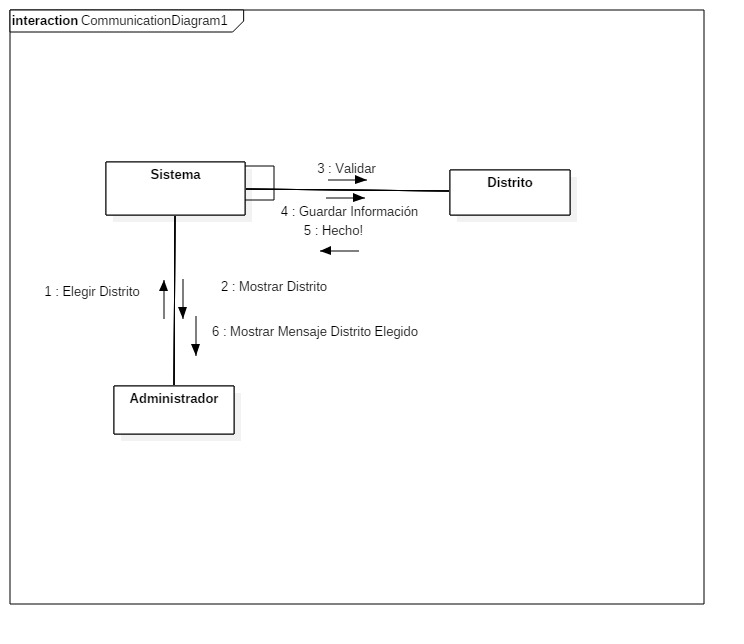 interaction CommunicationDiagram1
3 : Validar
Sistema
Distrito
4 : Guardar Información
5 : Hecho!
1 : Elegir Distrito
2 : Mostrar Distrito
6 : Mostrar Mensaje Distrito Elegido
Administrador